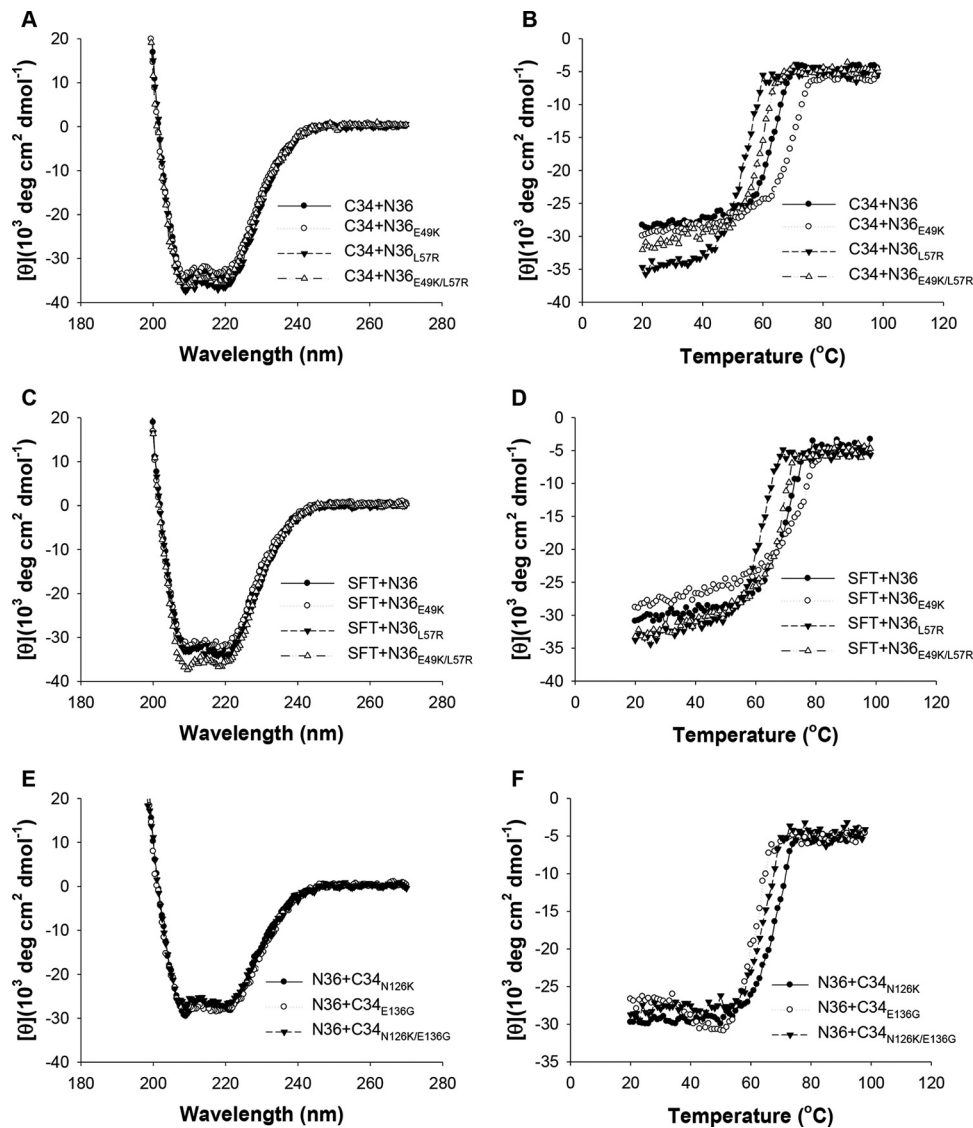 A
20
10
0
-10
-20
-30
-40
[θ](10³ deg cm² dmol⁻¹)
C34+N36
C34+N36E49K
C34+N36L57R
C34+N36E49K/L57R
180 200 220 240 260 280
Wavelength (nm)
B
0
-5
-10
-15
-20
-25
-30
-35
-40
[θ](10³ deg cm² dmol⁻¹)
C34+N36
C34+N36E49K
C34+N36L57R
C34+N36E49K/L57R
0 20 40 60 80 100 120
Temperature (°C)
C
20
10
0
-10
-20
-30
-40
[θ](10³ deg cm² dmol⁻¹)
SFT+N36
SFT+N36E49K
SFT+N36L57R
SFT+N36E49K/L57R
180 200 220 240 260 280
Wavelength (nm)
D
0
-5
-10
-15
-20
-25
-30
-35
-40
[θ](10³ deg cm² dmol⁻¹)
SFT+N36
SFT+N36E49K
SFT+N36L57R
SFT+N36E49K/L57R
0 20 40 60 80 100 120
Temperature (°C)
E
20
10
0
-10
-20
-30
-40
[θ](10³ deg cm² dmol⁻¹)
N36+C34N126K
N36+C34E136G
N36+C34N126K/E136G
180 200 220 240 260 280
Wavelength (nm)
F
0
-5
-10
-15
-20
-25
-30
-35
[θ](10³ deg cm² dmol⁻¹)
N36+C34N126K
N36+C34E136G
N36+C34N126K/E136G
0 20 40 60 80 100 120
Temperature (°C)